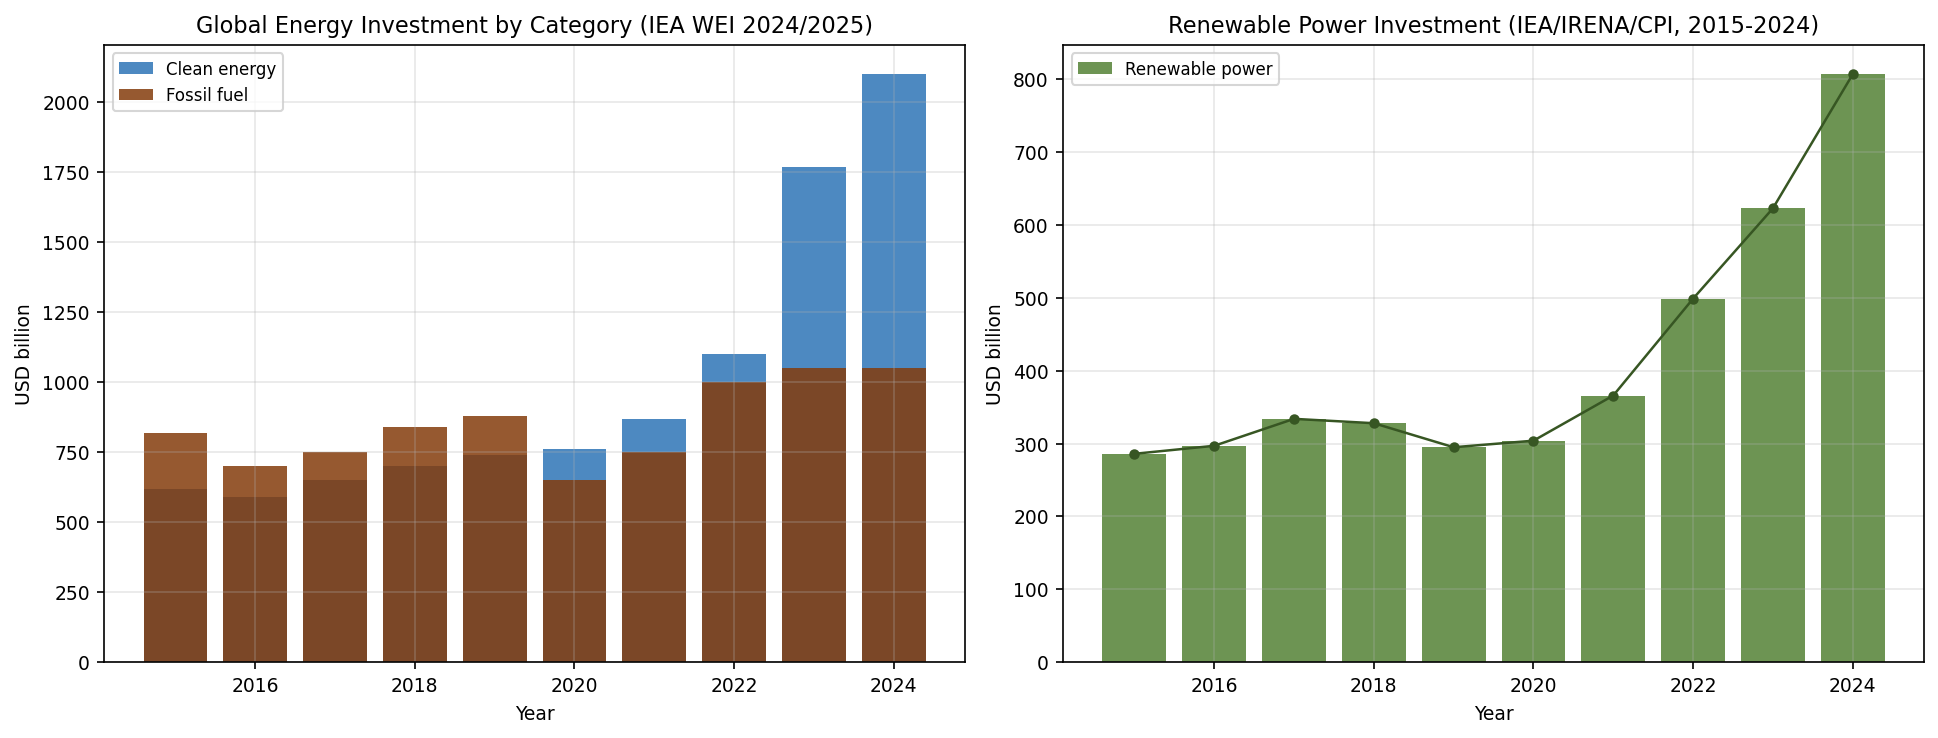 Global Energy Investment by Category (IEA WEI 2024/2025)
Clean energy
Fossil fuel
USD billion
2000
1750
1500
1250
1000
750
500
250
0
2016 2018 2020 2022 2024
Year
Renewable Power Investment (IEA/IRENA/CPI, 2015-2024)
Renewable power
USD billion
800
700
600
500
400
300
200
100
0
2016 2018 2020 2022 2024
Year